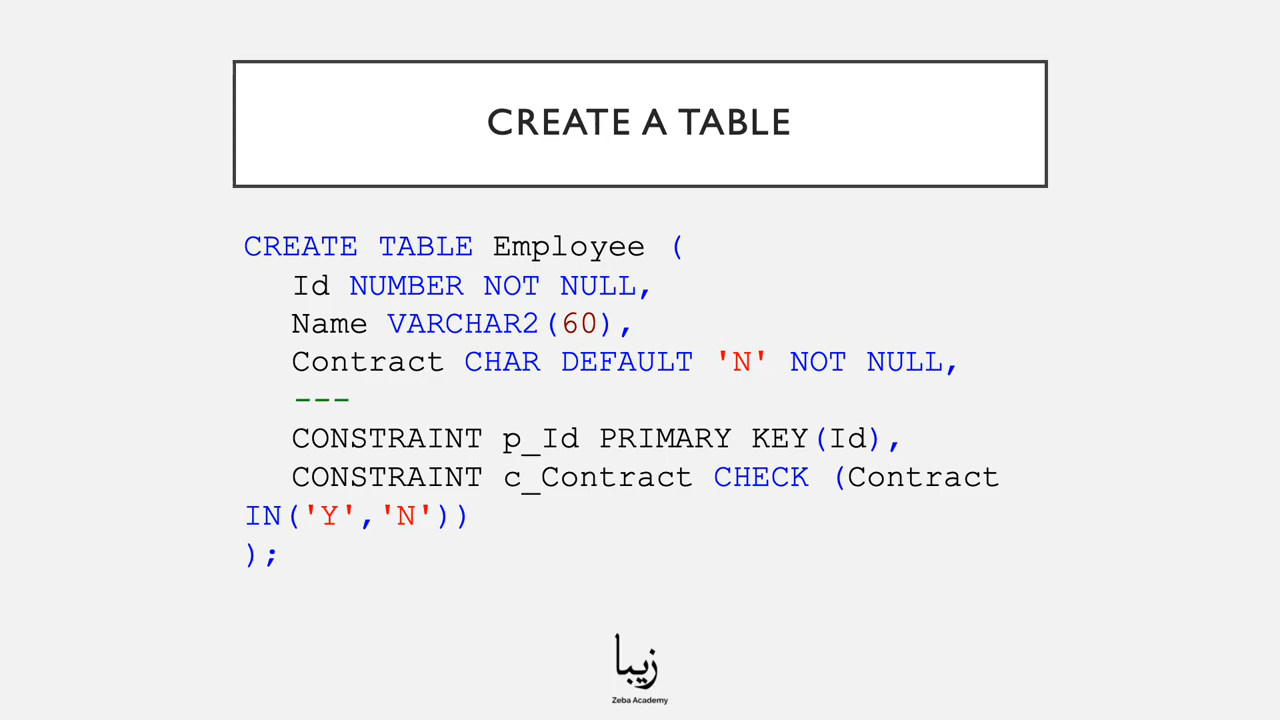 CREATE A TABLE
CREATE TABLE Employee (
Id NUMBER NOT NULL,
Name VARCHAR2(60),
Contract CHAR DEFAULT 'N' NOT NULL,
---
CONSTRAINT p_Id PRIMARY KEY(Id),
CONSTRAINT c_Contract CHECK (Contract
IN('Y','N'))
);
زيبا
Zeba Academy